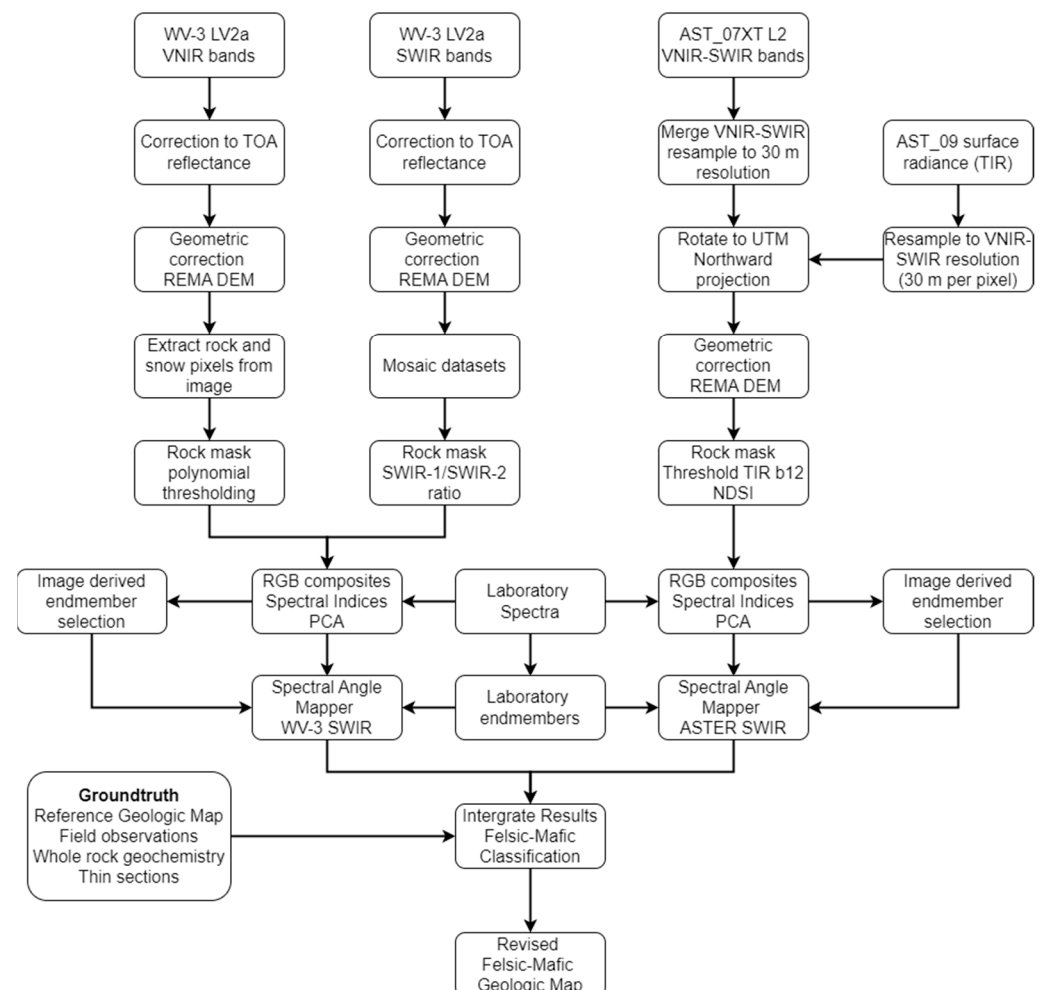 WV-3 LV2a
VNIR bands
WV-3 LV2a
SWIR bands
AST_07XT L2
VNIR-SWIR bands
Correction to TOA
reflectance
Correction to TOA
reflectance
Merge VNIR-SWIR
resample to 30 m
resolution
AST_09 surface
radiance (TIR)
Geometric
correction
REMA DEM
Geometric
correction
REMA DEM
Rotate to UTM
Northward
projection
Resample to VNIR-
SWIR resolution
(30 m per pixel)
Extract rock and
snow pixels from
image
Mosaic datasets
Geometric
correction
REMA DEM
Rock mask
polynomial
thresholding
Rock mask
SWIR-1/SWIR-2
ratio
Rock mask
Threshold TIR b12
NDSI
Image derived
endmember
selection
RGB composites
Spectral Indices
PCA
Laboratory
Spectra
RGB composites
Spectral Indices
PCA
Image derived
endmember
selection
Spectral Angle
Mapper
WV-3 SWIR
Laboratory
endmembers
Spectral Angle
Mapper
ASTER SWIR
Groundtruth
Reference Geologic Map
Field observations
Whole rock geochemistry
Thin sections
Intergrate Results
Felsic-Mafic
Classification
Revised
Felsic-Mafic
Geologic Map